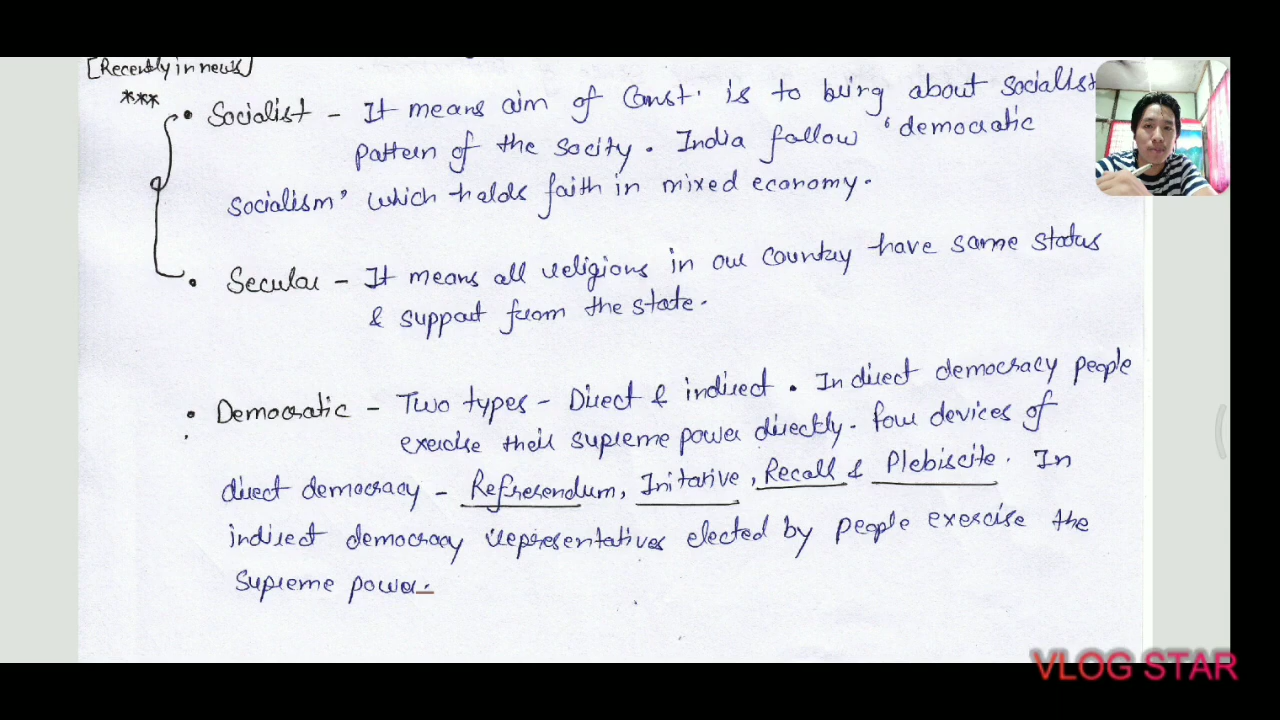 [Recently in news]
***
• Socialist - It means aim of Const. is to bring about socialist
pattern of the socity. India follow 'democratic
socialism' which holds faith in mixed economy.
• Secular - It means all religions in our country have same status
& support from the state.
• Democratic - Two types - Direct & indirect. In direct democracy people
exercise their supreme power directly. four devices of
direct democracy - Refresendum, Initative, Recall & Plebiscite. In
indirect democracy representatives elected by people exercise the
supreme power.
VLOG STAR